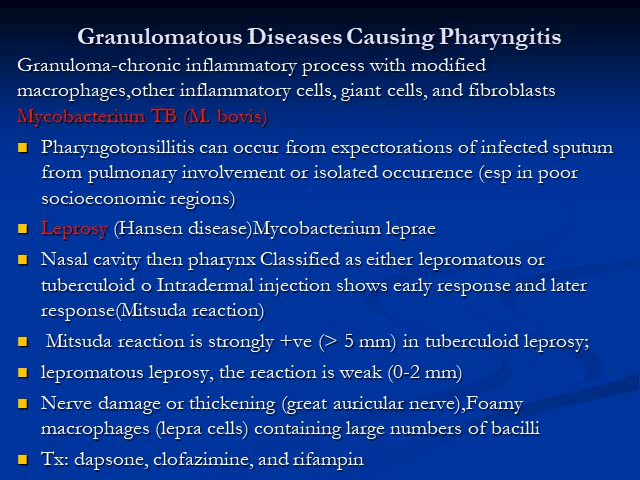 Granulomatous Diseases Causing Pharyngitis
Granuloma-chronic inflammatory process with modified
macrophages,other inflammatory cells, giant cells, and fibroblasts
Mycobacterium TB (M. bovis)
Pharyngotonsillitis can occur from expectorations of infected sputum
from pulmonary involvement or isolated occurrence (esp in poor
socioeconomic regions)
Leprosy (Hansen disease)Mycobacterium leprae
Nasal cavity then pharynx Classified as either lepromatous or
tuberculoid o Intradermal injection shows early response and later
response(Mitsuda reaction)
Mitsuda reaction is strongly +ve (> 5 mm) in tuberculoid leprosy;
lepromatous leprosy, the reaction is weak (0-2 mm)
Nerve damage or thickening (great auricular nerve),Foamy
macrophages (lepra cells) containing large numbers of bacilli
Tx: dapsone, clofazimine, and rifampin